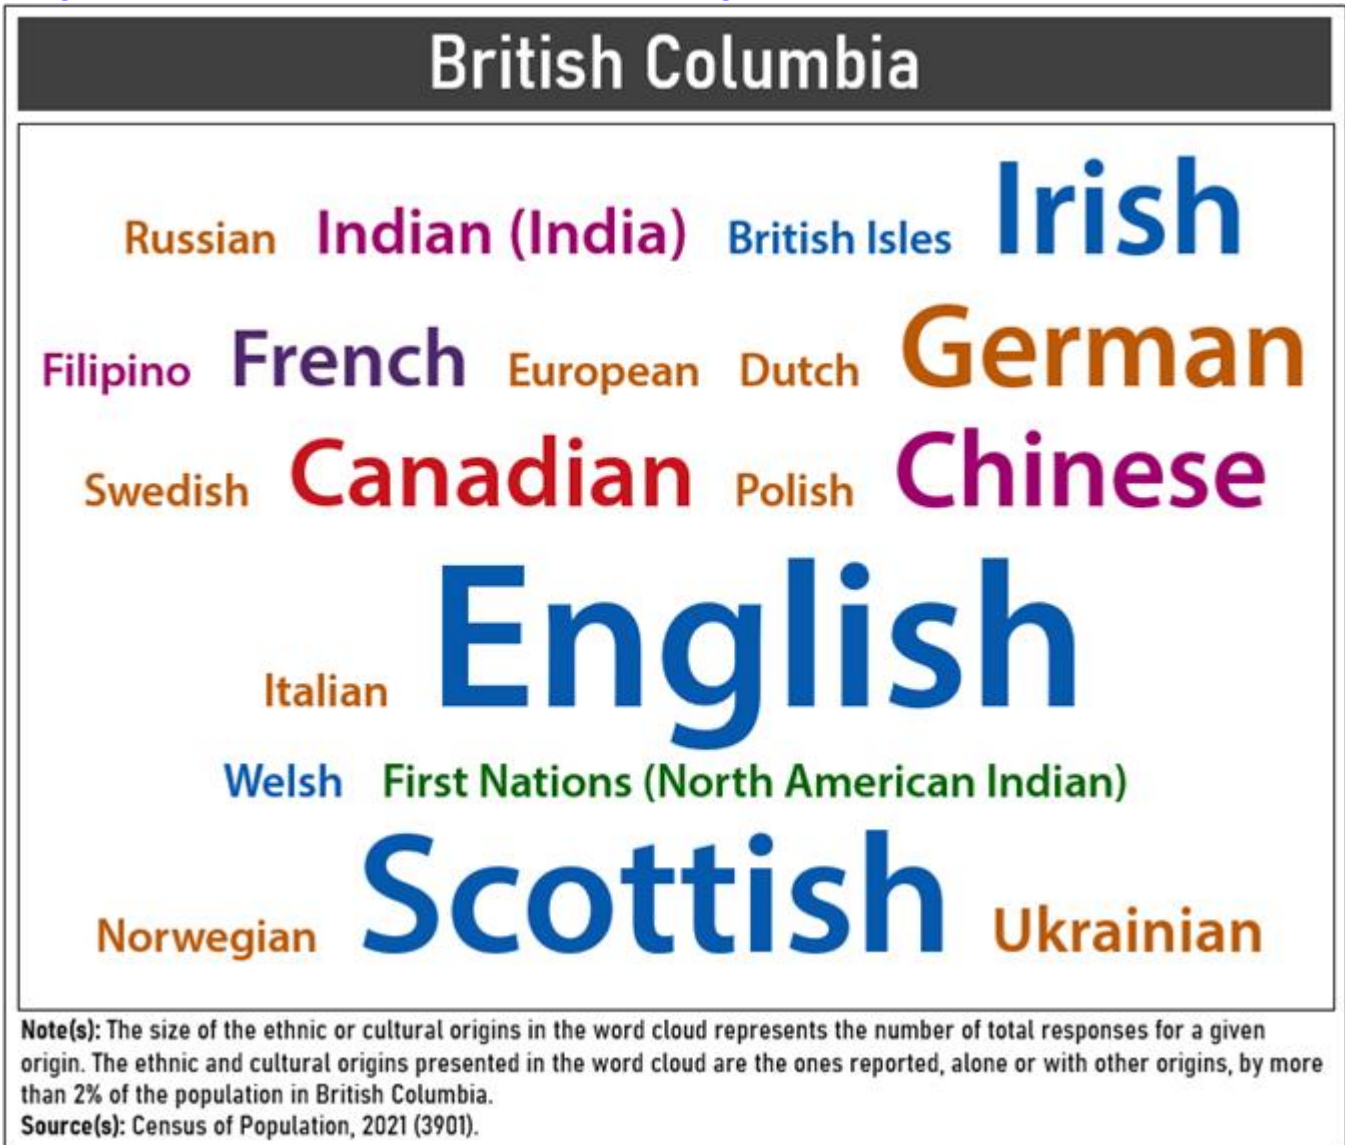 British Columbia
Russian Indian (India) British Isles Irish
Filipino French European Dutch German
Swedish Canadian Polish Chinese
Italian English
Welsh First Nations (North American Indian)
Norwegian Scottish Ukrainian
Note(s): The size of the ethnic or cultural origins in the word cloud represents the number of total responses for a given
origin. The ethnic and cultural origins presented in the word cloud are the ones reported, alone or with other origins, by more
than 2% of the population in British Columbia.
Source(s): Census of Population, 2021 (3901).